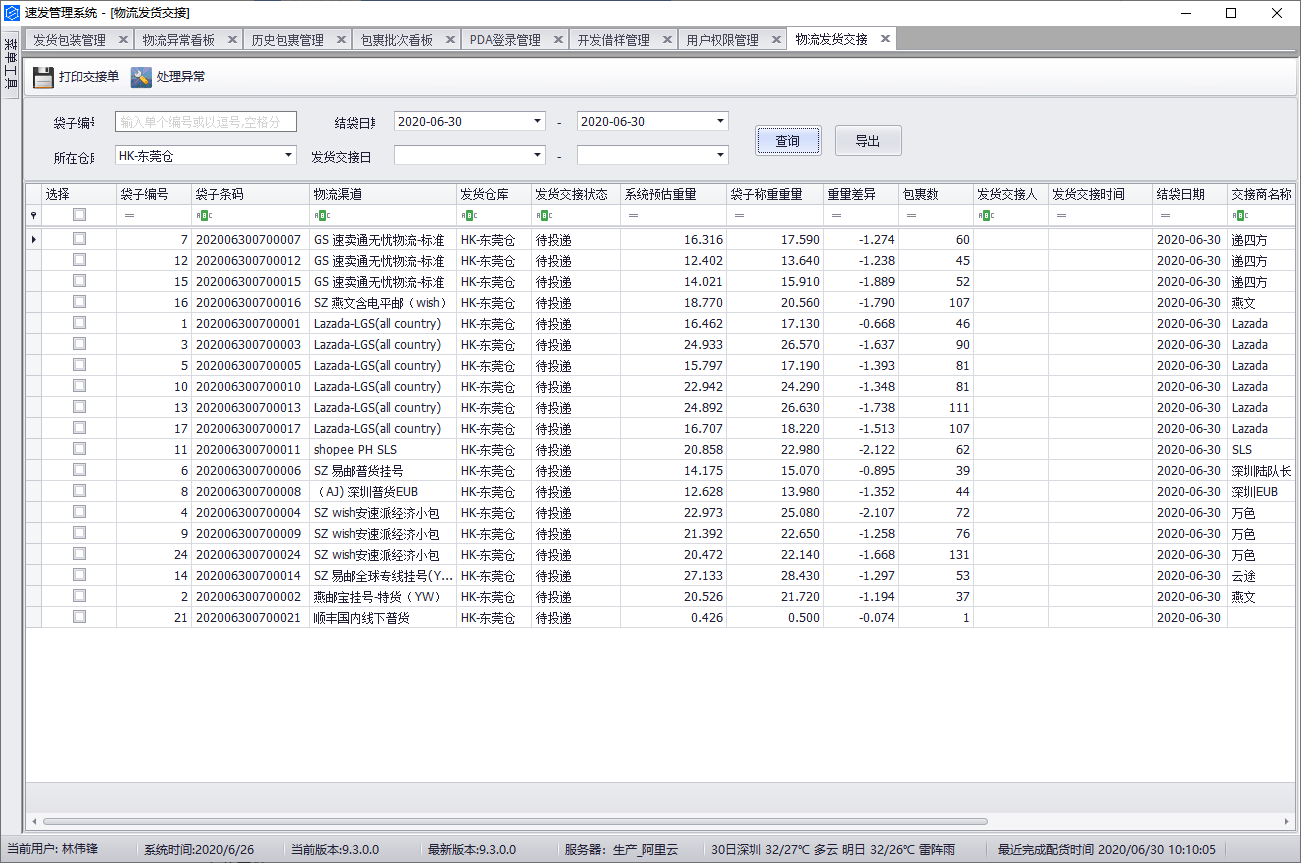 速发管理系统 - [物流发货交接]
菜单工具
发货包装管理 物流异常看板 历史包裹管理 包裹批次看板 PDA登录管理 开发借样管理 用户权限管理 物流发货交接
打印交接单 处理异常
袋子编号 输入单个编号或以逗号,空格分 结袋日期 2020-06-30 - 2020-06-30 查询 导出
所在仓库 HK-东莞仓 发货交接日 -
选择 袋子编号 袋子条码 物流渠道 发货仓库 发货交接状态 系统预估重量 袋子称重重量 重量差异 包裹数 发货交接人 发货交接时间 结袋日期 交接商名称
7 202006300700007 GS 速卖通无忧物流-标准 HK-东莞仓 待投递 16.316 17.590 -1.274 60 2020-06-30 递四方
12 202006300700012 GS 速卖通无忧物流-标准 HK-东莞仓 待投递 12.402 13.640 -1.238 45 2020-06-30 递四方
15 202006300700015 GS 速卖通无忧物流-标准 HK-东莞仓 待投递 14.021 15.910 -1.889 52 2020-06-30 递四方
16 202006300700016 SZ 燕文含电平邮（wish） HK-东莞仓 待投递 18.770 20.560 -1.790 107 2020-06-30 燕文
1 202006300700001 Lazada-LGS(all country) HK-东莞仓 待投递 16.462 17.130 -0.668 46 2020-06-30 Lazada
3 202006300700003 Lazada-LGS(all country) HK-东莞仓 待投递 24.933 26.570 -1.637 90 2020-06-30 Lazada
5 202006300700005 Lazada-LGS(all country) HK-东莞仓 待投递 15.797 17.190 -1.393 81 2020-06-30 Lazada
10 202006300700010 Lazada-LGS(all country) HK-东莞仓 待投递 22.942 24.290 -1.348 81 2020-06-30 Lazada
13 202006300700013 Lazada-LGS(all country) HK-东莞仓 待投递 24.892 26.630 -1.738 111 2020-06-30 Lazada
17 202006300700017 Lazada-LGS(all country) HK-东莞仓 待投递 16.707 18.220 -1.513 107 2020-06-30 Lazada
11 202006300700011 shopee PH SLS HK-东莞仓 待投递 20.858 22.980 -2.122 62 2020-06-30 SLS
6 202006300700006 SZ 易邮普货挂号 HK-东莞仓 待投递 14.175 15.070 -0.895 39 2020-06-30 深圳陆队长
8 202006300700008 （AJ) 深圳普货EUB HK-东莞仓 待投递 12.628 13.980 -1.352 44 2020-06-30 深圳EUB
4 202006300700004 SZ wish安速派经济小包 HK-东莞仓 待投递 22.973 25.080 -2.107 72 2020-06-30 万色
9 202006300700009 SZ wish安速派经济小包 HK-东莞仓 待投递 21.392 22.650 -1.258 76 2020-06-30 万色
24 202006300700024 SZ wish安速派经济小包 HK-东莞仓 待投递 20.472 22.140 -1.668 131 2020-06-30 万色
14 202006300700014 SZ 易邮全球专线挂号(Y... HK-东莞仓 待投递 27.133 28.430 -1.297 53 2020-06-30 云途
2 202006300700002 燕邮宝挂号-特货（YW） HK-东莞仓 待投递 20.526 21.720 -1.194 37 2020-06-30 燕文
21 202006300700021 顺丰国内线下普货 HK-东莞仓 待投递 0.426 0.500 -0.074 1 2020-06-30
当前用户: 林伟锋 系统时间:2020/6/26 当前版本:9.3.0.0 最新版本:9.3.0.0 服务器: 生产_阿里云 30日深圳 32/27℃ 多云 明日 32/26℃ 雷阵雨 最近完成配货时间 2020/06/30 10:10:05